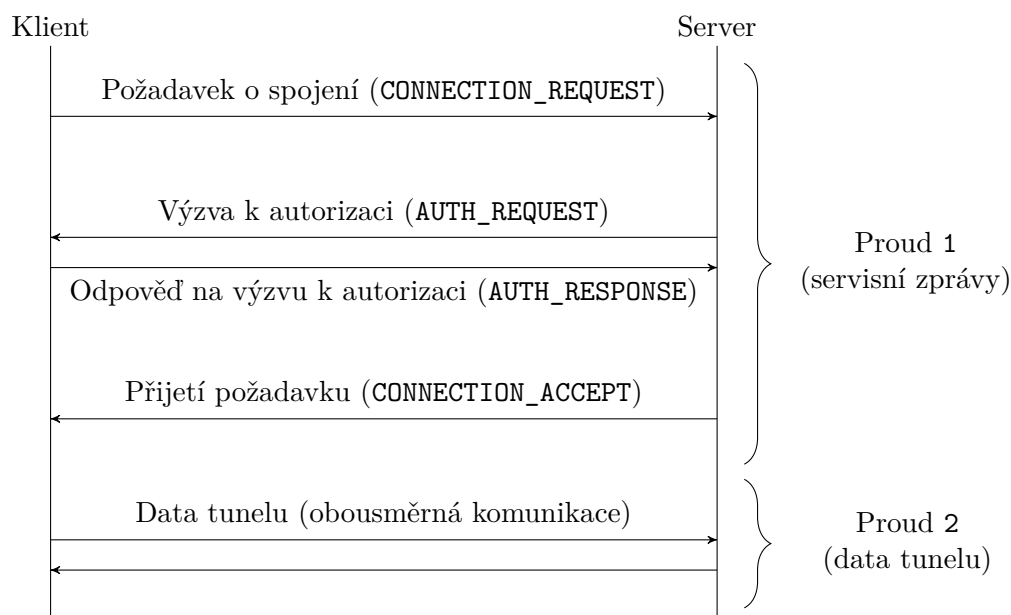 Klient
Server
Požadavek o spojení (CONNECTION_REQUEST)
Výzva k autorizaci (AUTH_REQUEST)
Odpověď na výzvu k autorizaci (AUTH_RESPONSE)
Proud 1
(servisní zprávy)
Přijetí požadavku (CONNECTION_ACCEPT)
Data tunelu (obousměrná komunikace)
Proud 2
(data tunelu)